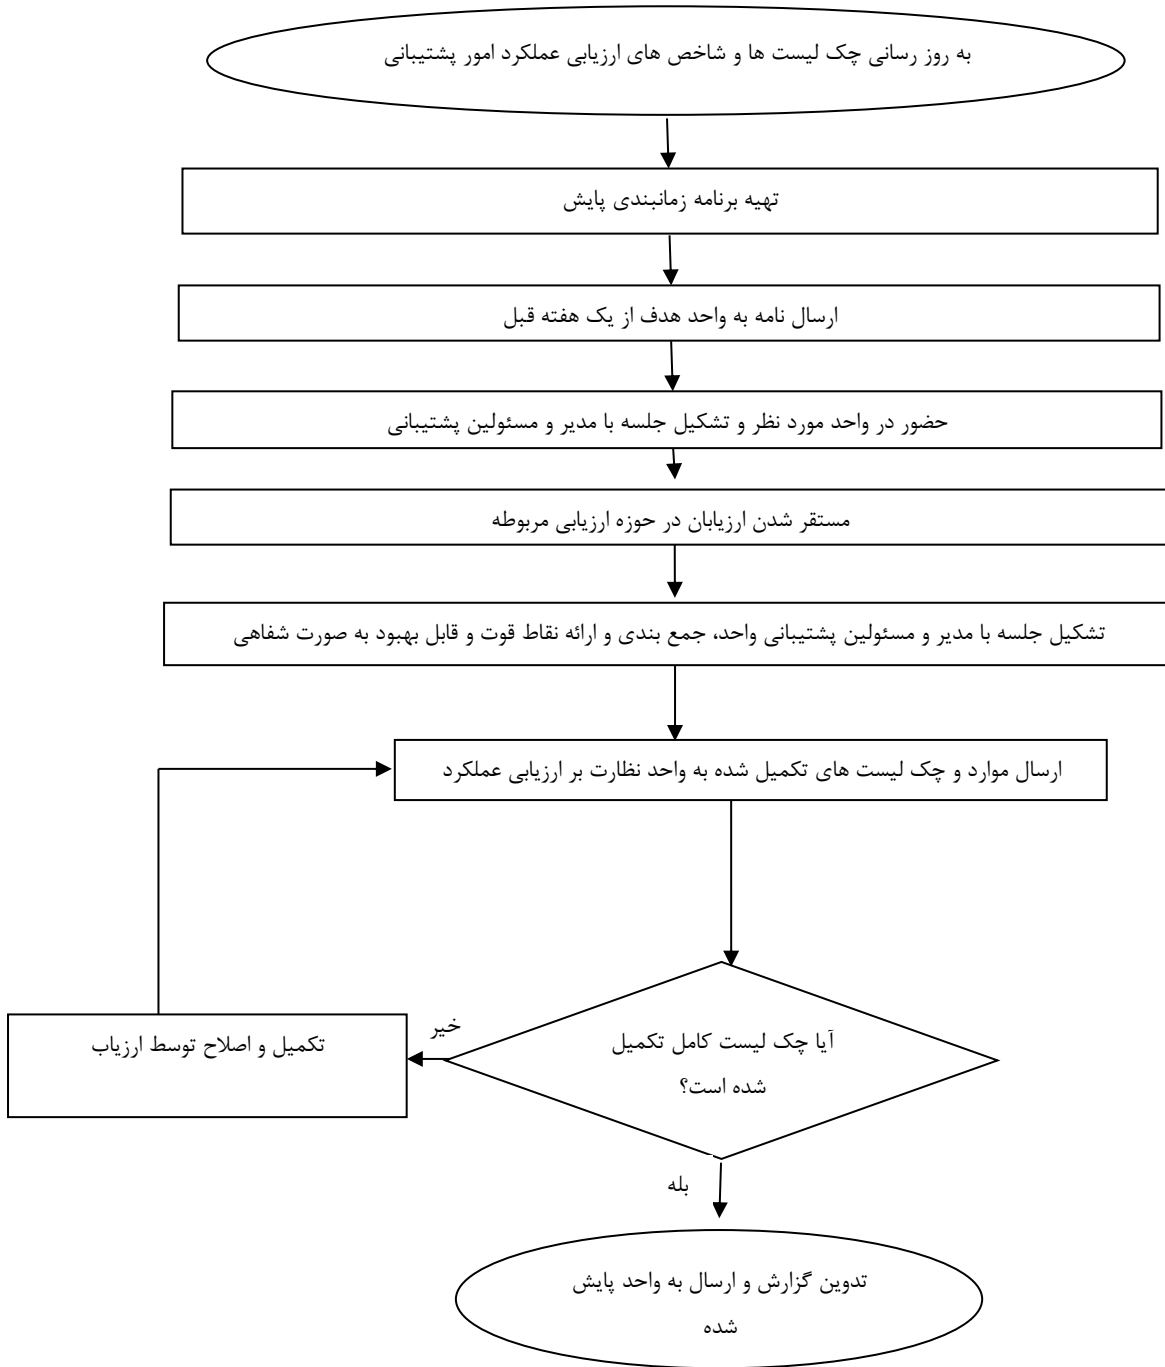 به روز رسانی چک لیست ها و شاخص های ارزیابی عملکرد امور پشتیبانی
تهیه برنامه زمانبندی پایش
ارسال نامه به واحد هدف از یک هفته قبل
حضور در واحد مورد نظر و تشکیل جلسه با مدیر و مسئولین پشتیبانی
مستقر شدن ارزیابان در حوزه ارزیابی مربوطه
تشکیل جلسه با مدیر و مسئولین پشتیبانی واحد، جمع بندی و ارائه نقاط قوت و قابل بهبود به صورت شفاهی
ارسال موارد و چک لیست های تکمیل شده به واحد نظارت بر ارزیابی عملکرد
آیا چک لیست کامل تکمیل
شده است؟
خیر
تکمیل و اصلاح توسط ارزیاب
بله
تدوین گزارش و ارسال به واحد پایش
شده